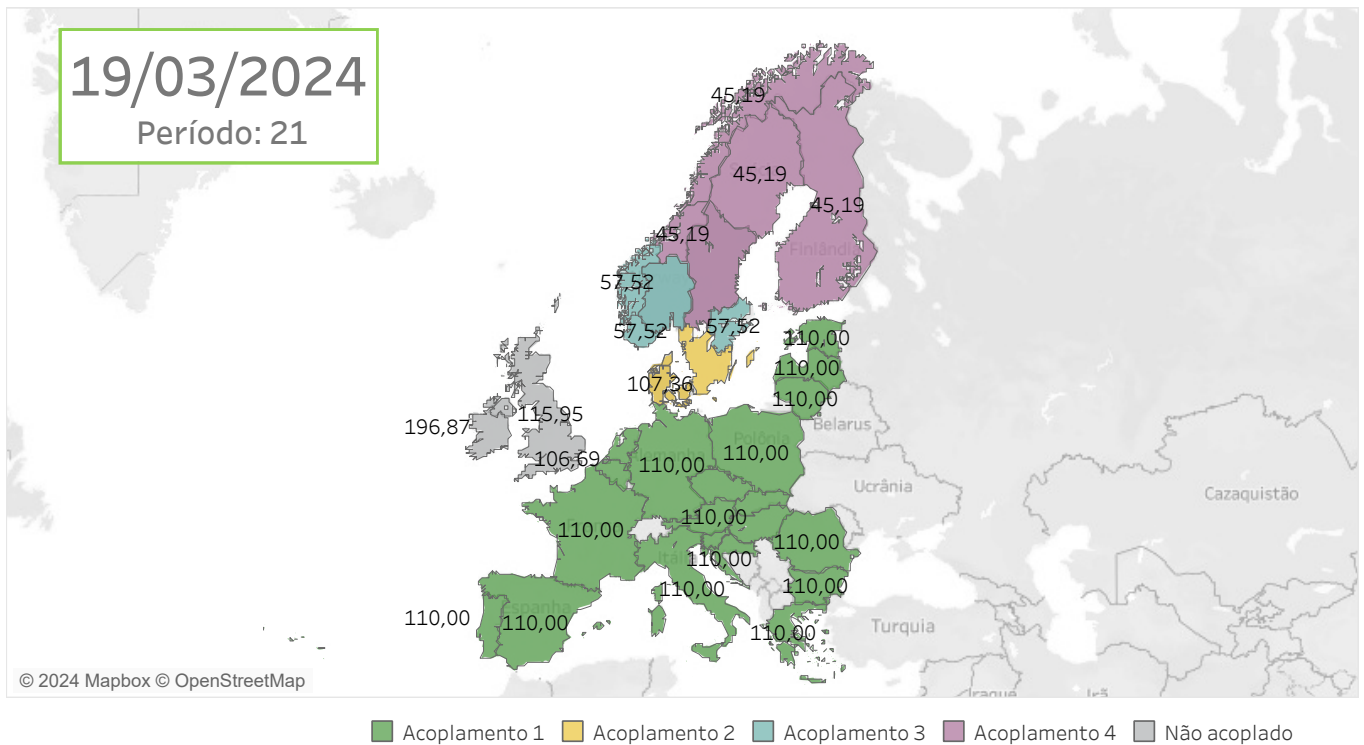 19/03/2024
Período: 21
45,19
45,19
45,19
45,19
Finlândia
57,52
57,52
57,52
110,00
110,00
110,00
107,36
196,87
115,95
106,69
Belarus
Polônia
110,00
110,00
Ucrânia
Cazaquistão
110,00
110,00
110,00
Itália
110,00
110,00
110,00
Espanha
110,00
110,00
110,00
Turquia
Iraque
Irã
© 2024 Mapbox © OpenStreetMap
Acoplamento 1
Acoplamento 2
Acoplamento 3
Acoplamento 4
Não acoplado